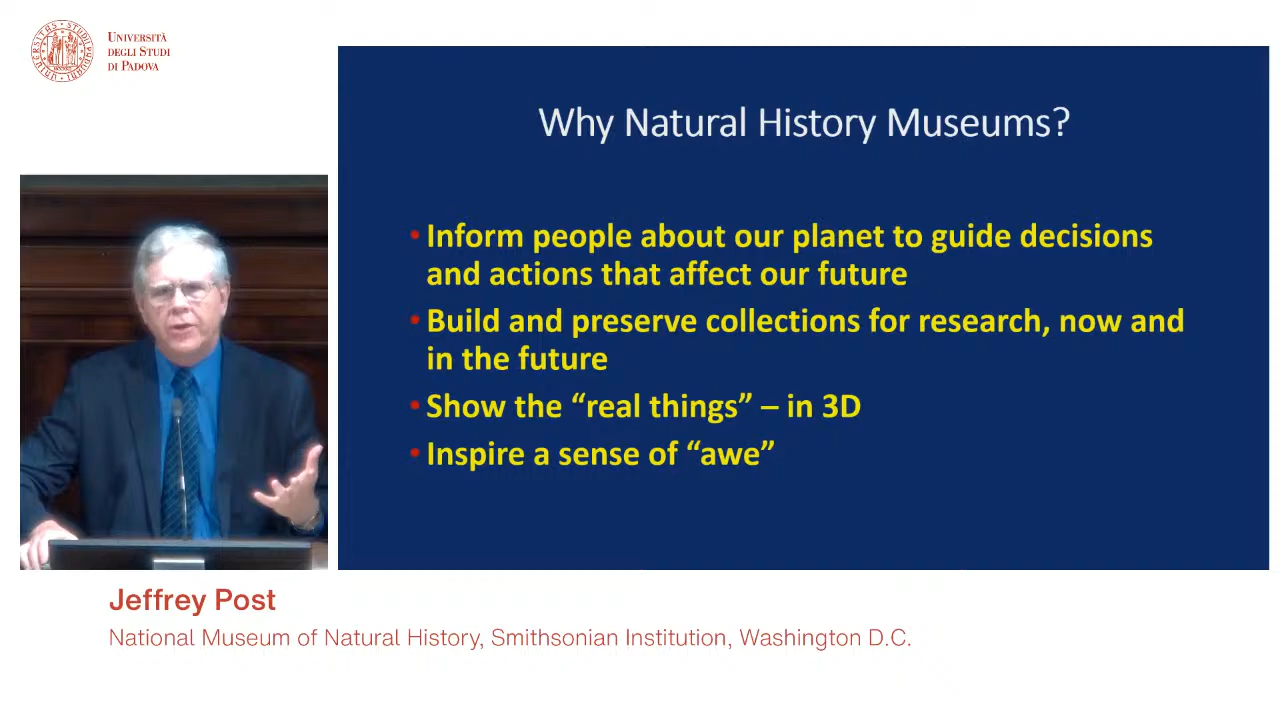 UNIVERSITÀ
DEGLI STUDI
DI PADOVA
Why Natural History Museums?
• Inform people about our planet to guide decisions
and actions that affect our future
• Build and preserve collections for research, now and
in the future
• Show the “real things” – in 3D
• Inspire a sense of “awe”
Jeffrey Post
National Museum of Natural History, Smithsonian Institution, Washington D.C.